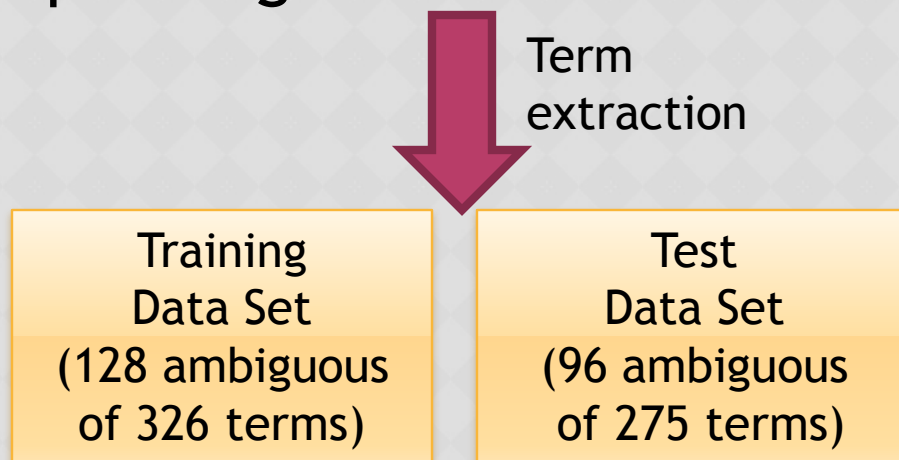 Term
extraction
Training
Data Set
(128 ambiguous
of 326 terms)
Test
Data Set
(96 ambiguous
of 275 terms)